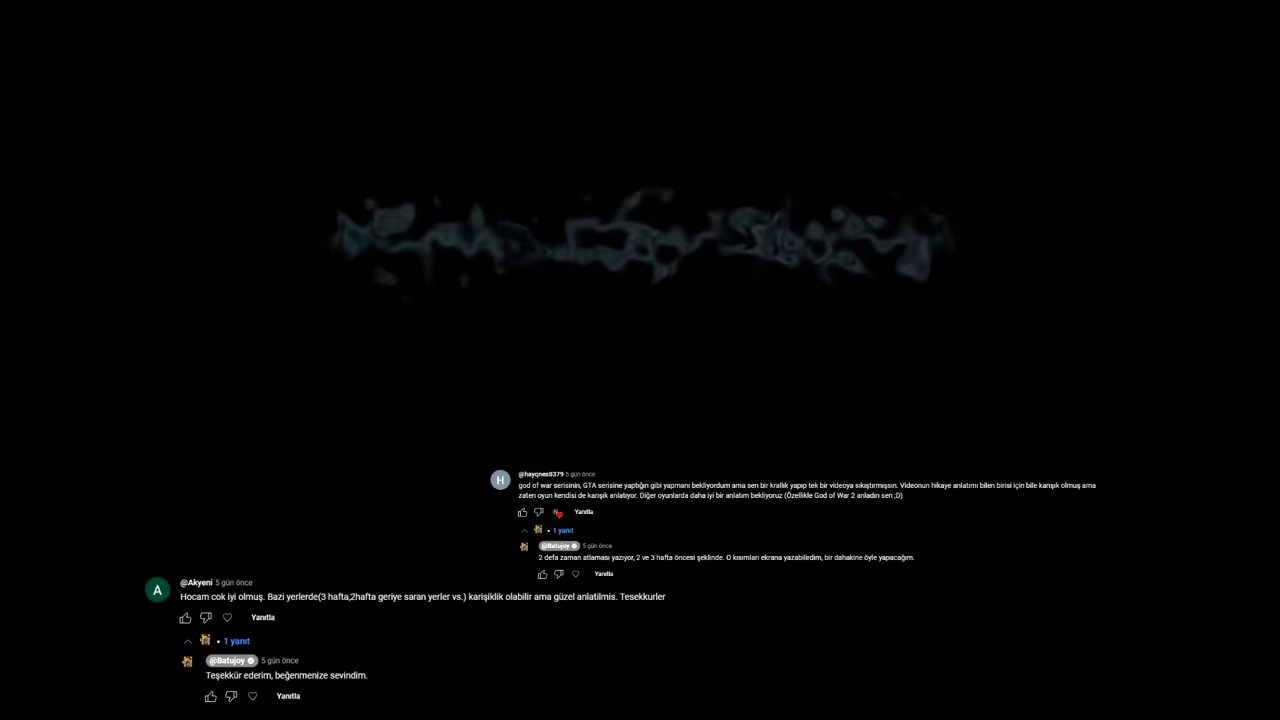 @hayqnes8379 5 gün önce
god of war serisinin, GTA serisine yaptığın gibi yapmanı bekliyordum ama sen bir krallık yapıp tek bir videoya sıkıştırmışsın. Videonun hikaye anlatımı bilen birisi için bile karışık olmuş ama
zaten oyun kendisi de karışık anlatıyor. Diğer oyunlarda daha iyi bir anlatım bekliyoruz (Özellikle God of War 2 anladın sen ;D)
Yanıtla
• 1 yanıt
@Batujoy 5 gün önce
2 defa zaman atlaması yazıyor, 2 ve 3 hafta öncesi şeklinde. O kısımları ekrana yazabilirdim, bir dahakine öyle yapacağım.
Yanıtla
A @Akyeni 5 gün önce
Hocam cok iyi olmuş. Bazi yerlerde(3 hafta,2hafta geriye saran yerler vs.) karişiklik olabilir ama güzel anlatilmis. Tesekkurler
Yanıtla
• 1 yanıt
@Batujoy 5 gün önce
Teşekkür ederim, beğenmenize sevindim.
Yanıtla